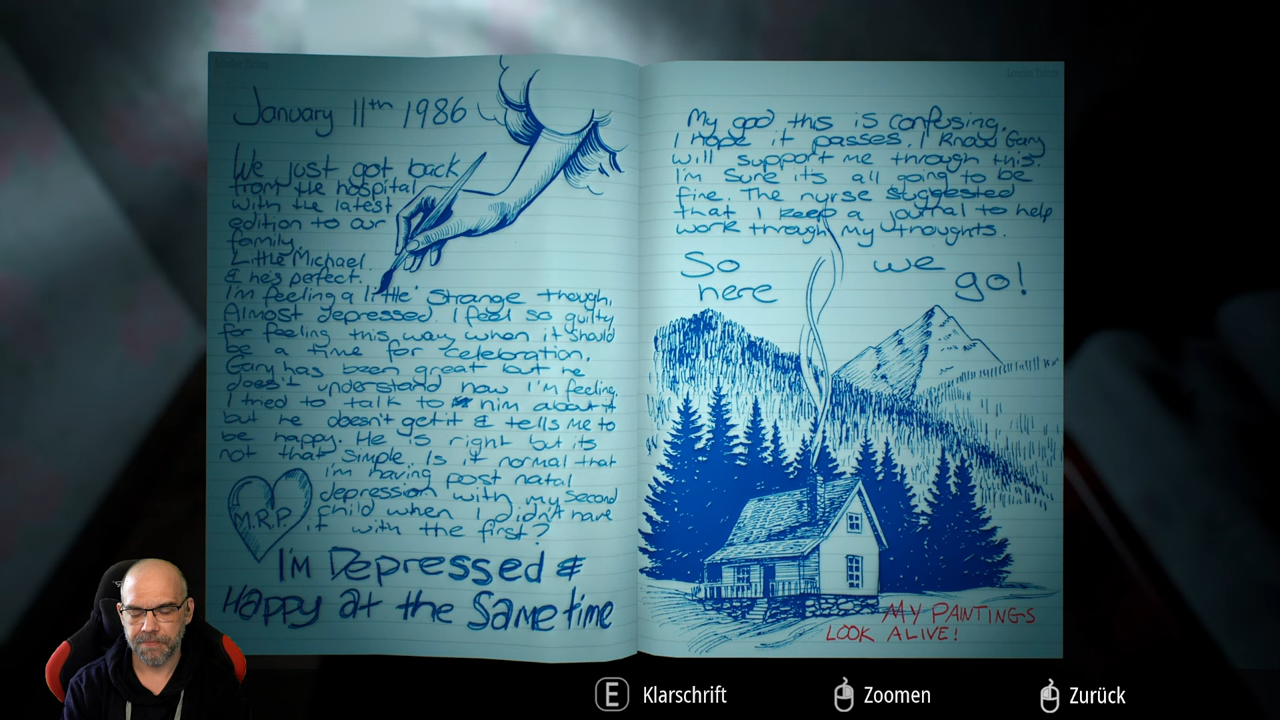 January 11th 1986
We just got back
from the hospital
with the latest
edition to our
family.
Little Michael
& he's perfect.
I'm feeling a little strange though,
Almost depressed. I feel so guilty
for feeling this way when it should
be a time for celebration.
Gary has been great but he
doesn't understand how I'm feeling.
I tried to talk to him about it
but he doesn't get it & tells me to
be happy. He is right but its
not that simple. Is it normal that
i'm having post natal
depression with my second
child when I didn't have
it with the first?
M.R.P.
I'm Depressed &
Happy at the Same time
My god this is confusing.
I hope it passes. I know Gary
will support me through this.
I'm sure its all going to be
fine. The nurse suggested
that I keep a journal to help
work through my thoughts.
So we
here go!
MY PAINTINGS
LOOK ALIVE!
E Klarschrift Zoomen Zurück